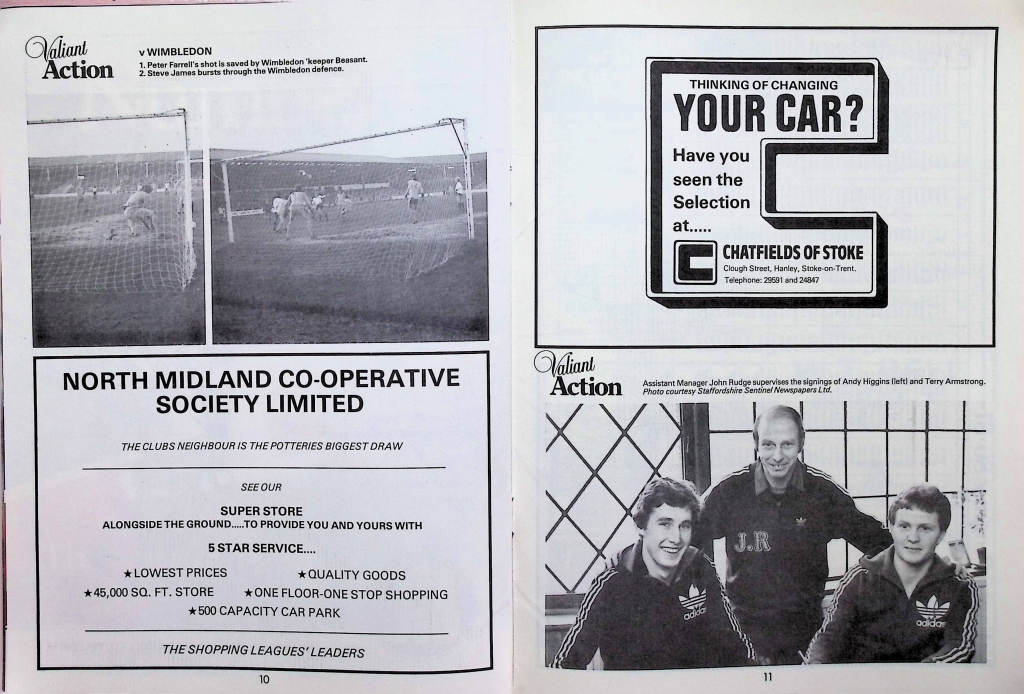 Valiant
Action
v WIMBLEDON
1. Peter Farrell's shot is saved by Wimbledon 'keeper Beasant.
2. Steve James bursts through the Wimbledon defence.
NORTH MIDLAND CO-OPERATIVE
SOCIETY LIMITED
THE CLUBS NEIGHBOUR IS THE POTTERIES BIGGEST DRAW
SEE OUR
SUPER STORE
ALONGSIDE THE GROUND.....TO PROVIDE YOU AND YOURS WITH
5 STAR SERVICE....
★LOWEST PRICES ★QUALITY GOODS
★45,000 SQ. FT. STORE ★ONE FLOOR-ONE STOP SHOPPING
★500 CAPACITY CAR PARK
THE SHOPPING LEAGUES' LEADERS
10
THINKING OF CHANGING
YOUR CAR?
Have you
seen the
Selection
at.....
CHATFIELDS OF STOKE
Clough Street, Hanley, Stoke-on-Trent.
Telephone: 29591 and 24847
Valiant
Action
Assistant Manager John Rudge supervises the signings of Andy Higgins (left) and Terry Armstrong.
Photo courtesy Staffordshire Sentinel Newspapers Ltd.
J.R
adidas
adidas
11